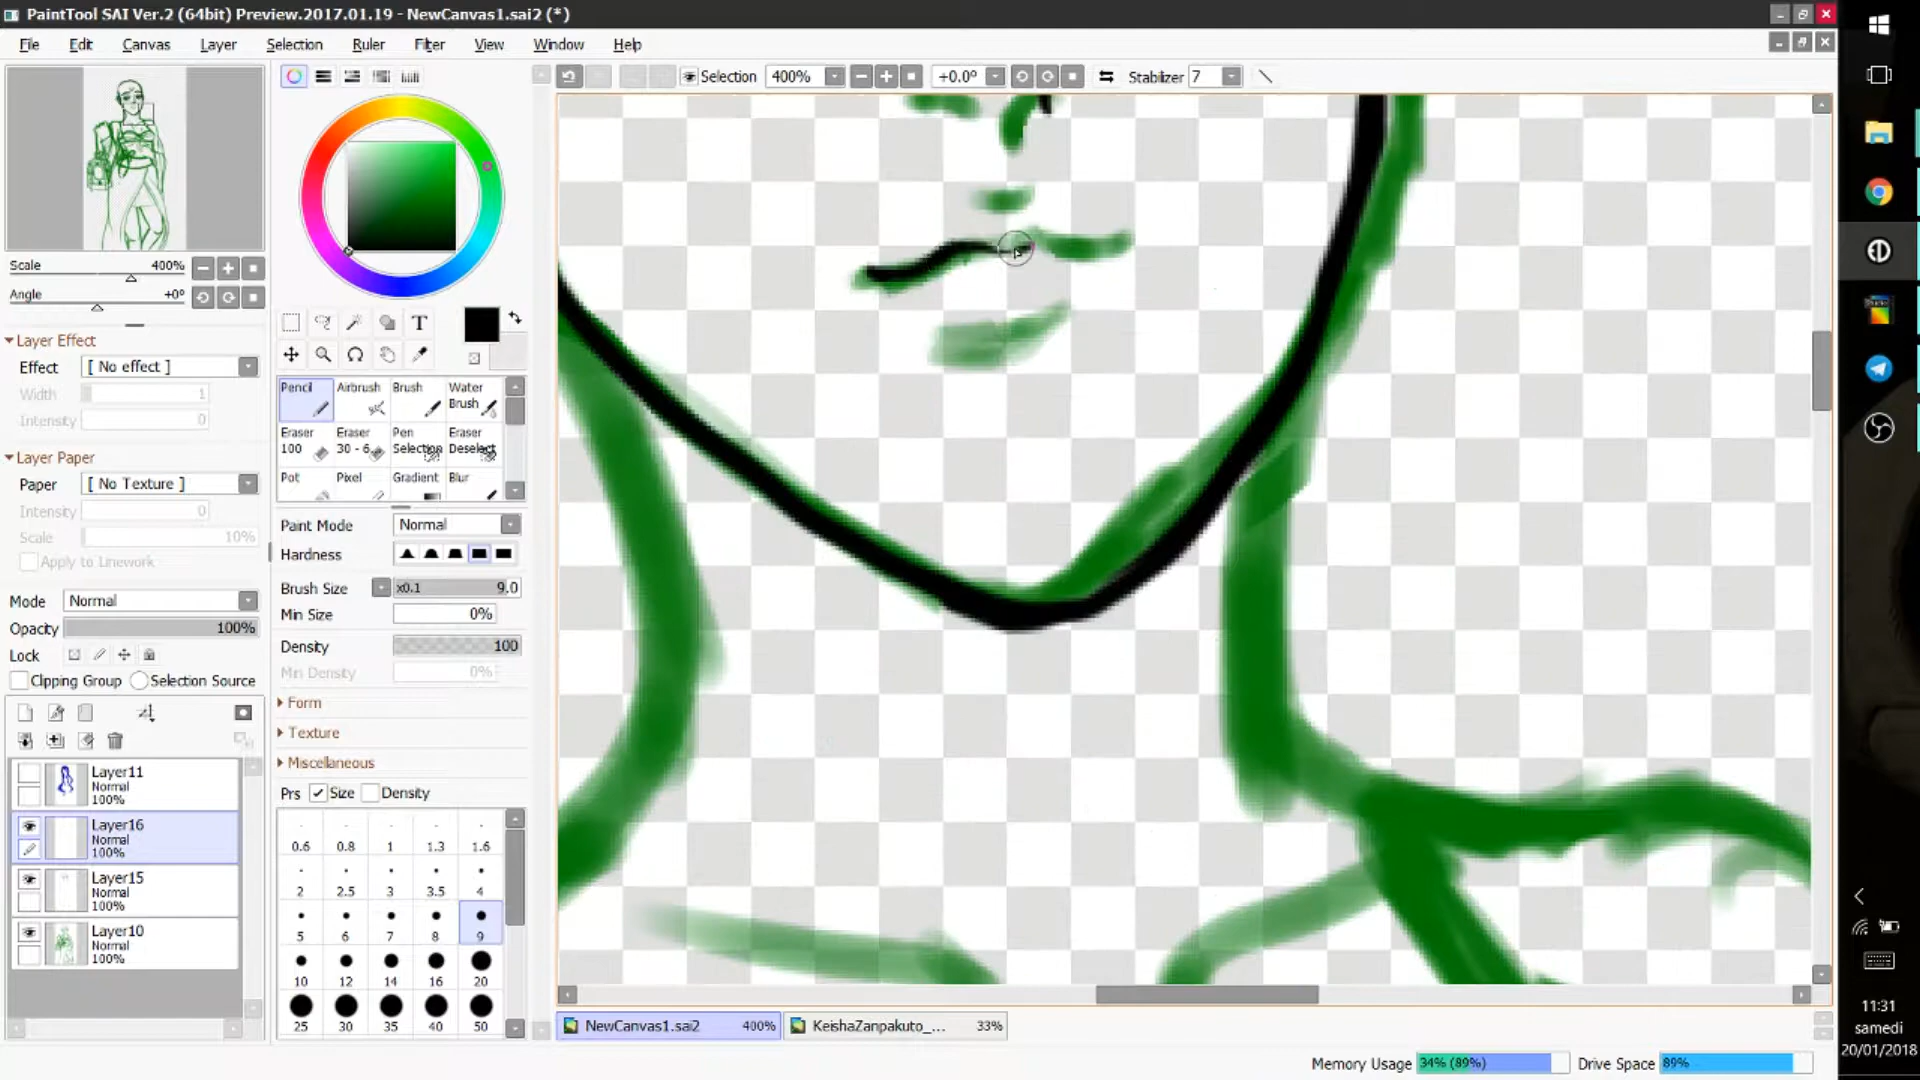 PaintTool SAI Ver.2 (64bit) Preview.2017.01.19 - NewCanvas1.sai2 (*)
File Edit Canvas Layer Selection Ruler Filter View Window Help
Selection 400% +0.0° Stabilizer 7
Scale 400%
Angle +0°
Layer Effect
Effect [ No effect ]
Width 1
Intensity 0
Layer Paper
Paper [ No Texture ]
Intensity 0
Scale 10%
Apply to Linework
Mode Normal
Opacity 100%
Lock
Clipping Group Selection Source
Layer11
Normal
100%
Layer16
Normal
100%
Layer15
Normal
100%
Layer10
Normal
100%
T
Pencil Airbrush Brush Water Brush
Eraser 100 Eraser 30 - 6 Pen Selection Eraser Deselect
Pot Pixel Gradient Blur
Paint Mode Normal
Hardness
Brush Size x0.1 9.0
Min Size 0%
Density 100
Min Density 0%
Form
Texture
Miscellaneous
Prs Size Density
0.6 0.8 1 1.3 1.6
2 2.5 3 3.5 4
5 6 7 8 9
10 12 14 16 20
25 30 35 40 50
NewCanvas1.sai2 400% KeishaZanpakuto_... 33%
Memory Usage 34% (89%) Drive Space 89%
11:31
samedi
20/01/2018